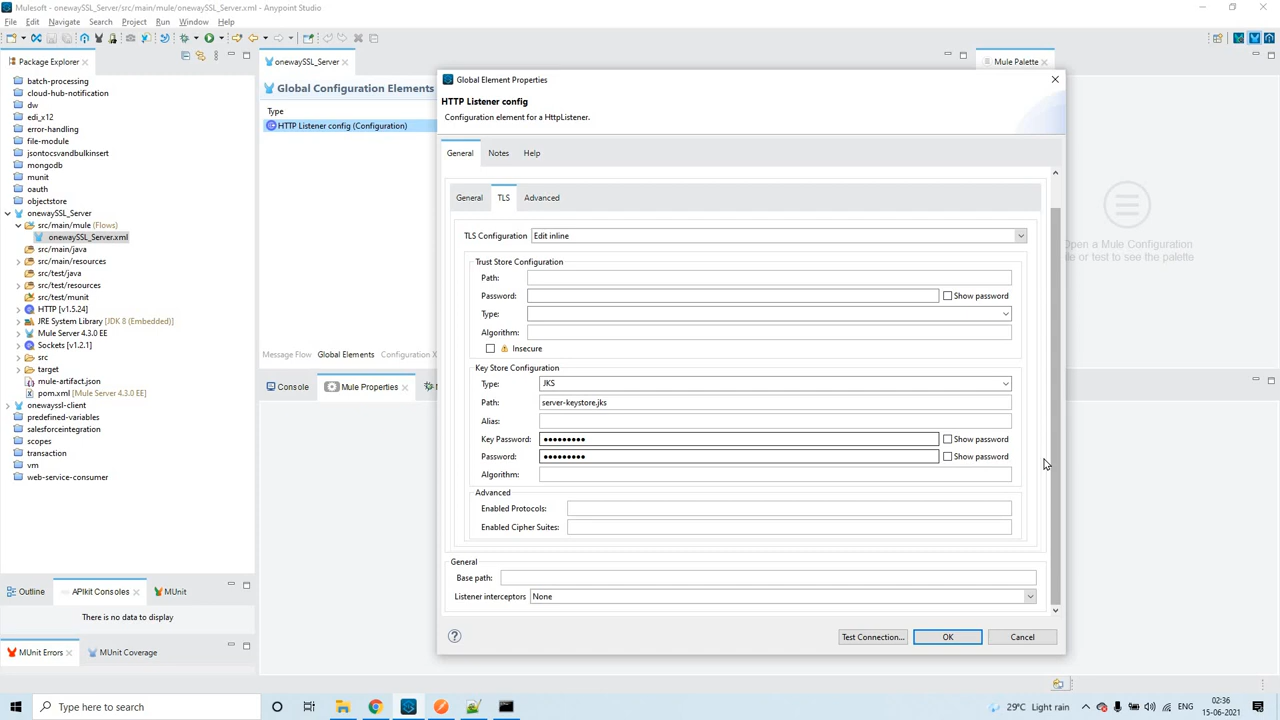 Mulesoft - onewaySSL_Server/src/main/mule/onewaySSL_Server.xml - Anypoint Studio
File Edit Navigate Search Project Run Window Help
Package Explorer
onewaySSL_Server
Mule Palette
batch-processing
cloud-hub-notification
dw
edi_x12
error-handling
file-module
jsontocsvandbulkinsert
mongodb
munit
oauth
objectstore
onewaySSL_Server
src/main/mule (Flows)
onewaySSL_Server.xml
src/main/java
src/main/resources
src/test/java
src/test/resources
src/test/munit
HTTP [v1.5.24]
JRE System Library [JDK 8 (Embedded)]
Mule Server 4.3.0 EE
Sockets [v1.2.1]
src
target
mule-artifact.json
pom.xml [Mule Server 4.3.0 EE]
onewayssl-client
predefined-variables
salesforceintegration
scopes
transaction
vm
web-service-consumer
Global Configuration Elements
Type
HTTP Listener config (Configuration)
Message Flow Global Elements Configuration X
Console Mule Properties
Open a Mule Configuration
le or test to see the palette
Global Element Properties
HTTP Listener config
Configuration element for a HttpListener.
General Notes Help
General TLS Advanced
TLS Configuration Edit inline
Trust Store Configuration
Path:
Password: Show password
Type:
Algorithm:
Insecure
Key Store Configuration
Type: JKS
Path: server-keystore.jks
Alias:
Key Password: ●●●●●●●●● Show password
Password: ●●●●●●●●● Show password
Algorithm:
Advanced
Enabled Protocols:
Enabled Cipher Suites:
General
Base path:
Listener interceptors None
? Test Connection... OK Cancel
Outline APIkit Consoles MUnit
There is no data to display
MUnit Errors MUnit Coverage
Type here to search
29°C Light rain
ENG
02:36
15-06-2021